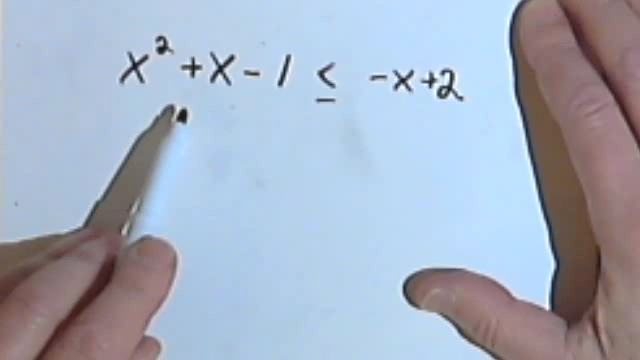 x² + x - 1 ≤ -x + 2